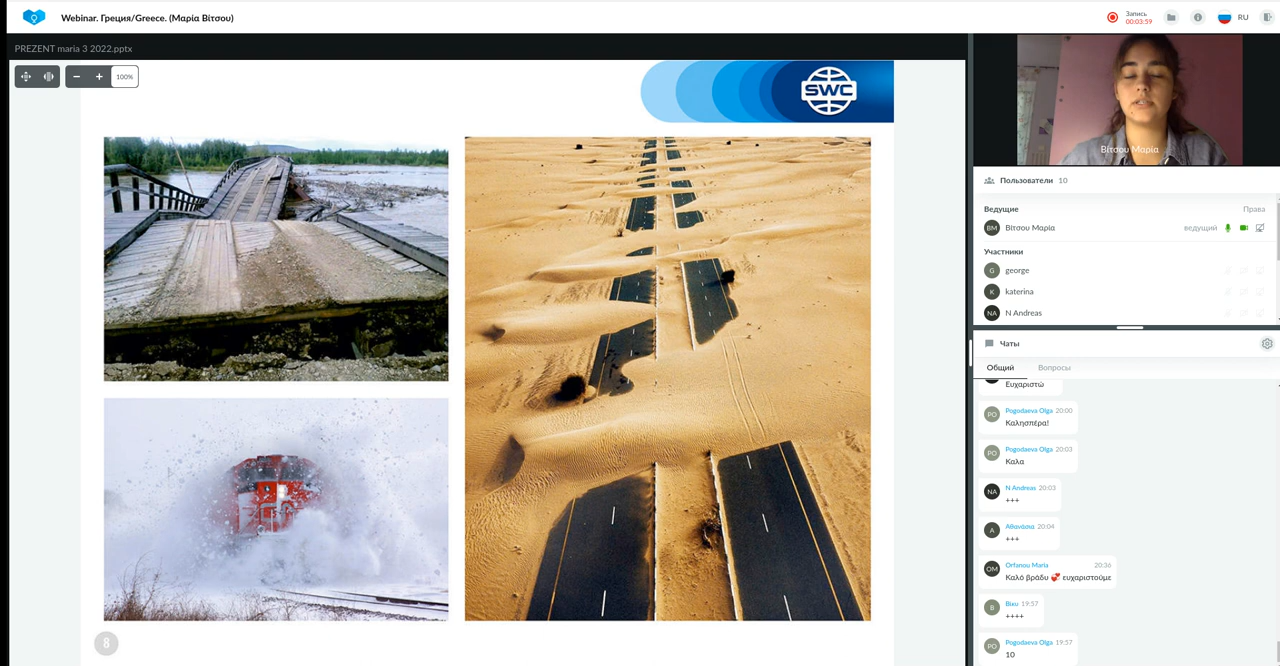 Webinar. Греция/Greece. (Μαρία Βίτσου)
Запись
00:03:59
RU
PREZENT maria 3 2022.pptx
100%
SWC
8
Βίτσου Μαρία
Пользователи 10
Ведущие Права
BM Βίτσου Μαρία ведущий
Участники
G george
K katerina
NA N Andreas
Чаты
Общий Вопросы
Ευχαριστώ
PO Pogodaeva Olga 20:00
Καλησπέρα!
PO Pogodaeva Olga 20:03
Καλα
NA N Andreas 20:03
+++
A Αθανάσια 20:04
+++
OM Orfanou Maria 20:36
Καλό βράδυ 💞 ευχαριστούμε
B Βίκυ 19:57
++++
PO Pogodaeva Olga 19:57
10